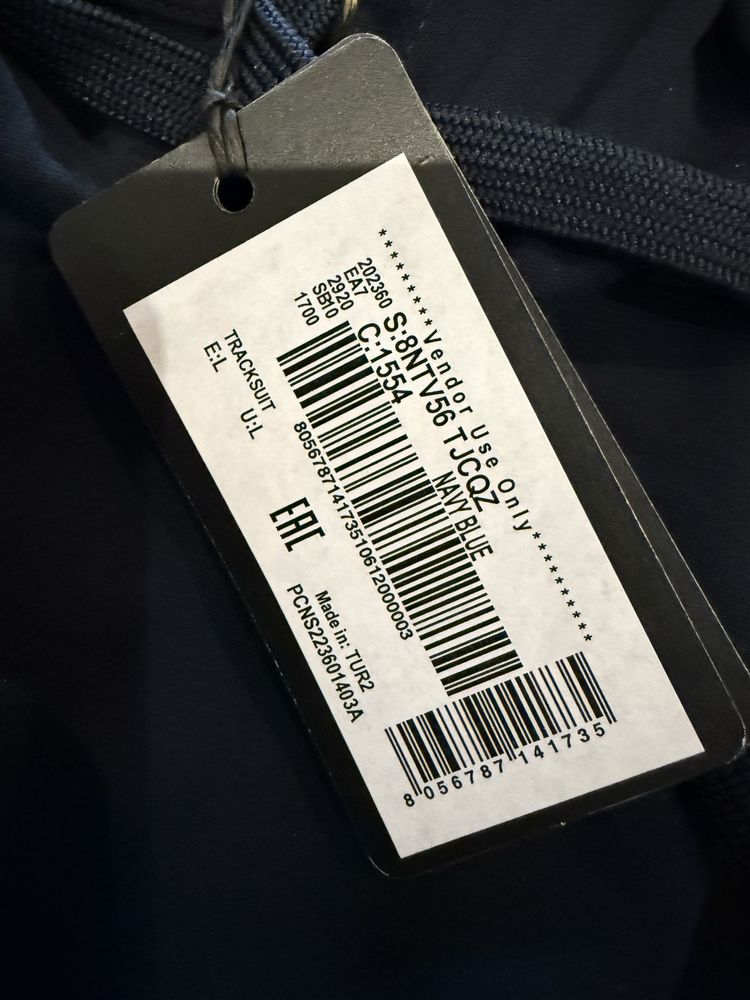 *********Vendor Use Only*********
202360
EA7
2920
SB10
1700
S:8NTV56 TJCQZ
C:1554
NAVY BLUE
805678714173510612000003
TRACKSUIT
E:L U:L
EAC
Made in: TUR2
PCNS223601403A
8 056787 141735